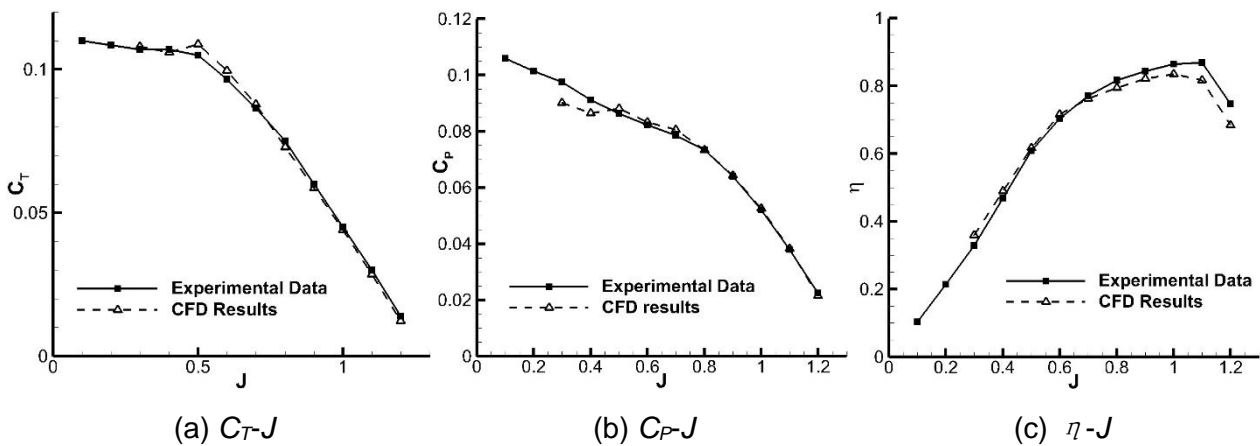 0.1
0.05
0
C_T
0.5
1
J
Experimental Data
CFD Results
(a) C_T-J
0.12
0.1
0.08
0.06
0.04
0.02
0
C_P
0.2
0.4
0.6
0.8
1
1.2
J
Experimental Data
CFD results
(b) C_P-J
1
0.8
0.6
0.4
0.2
0
η
0
0.2
0.4
0.6
0.8
1
1.2
J
Experimental Data
CFD Results
(c) η-J